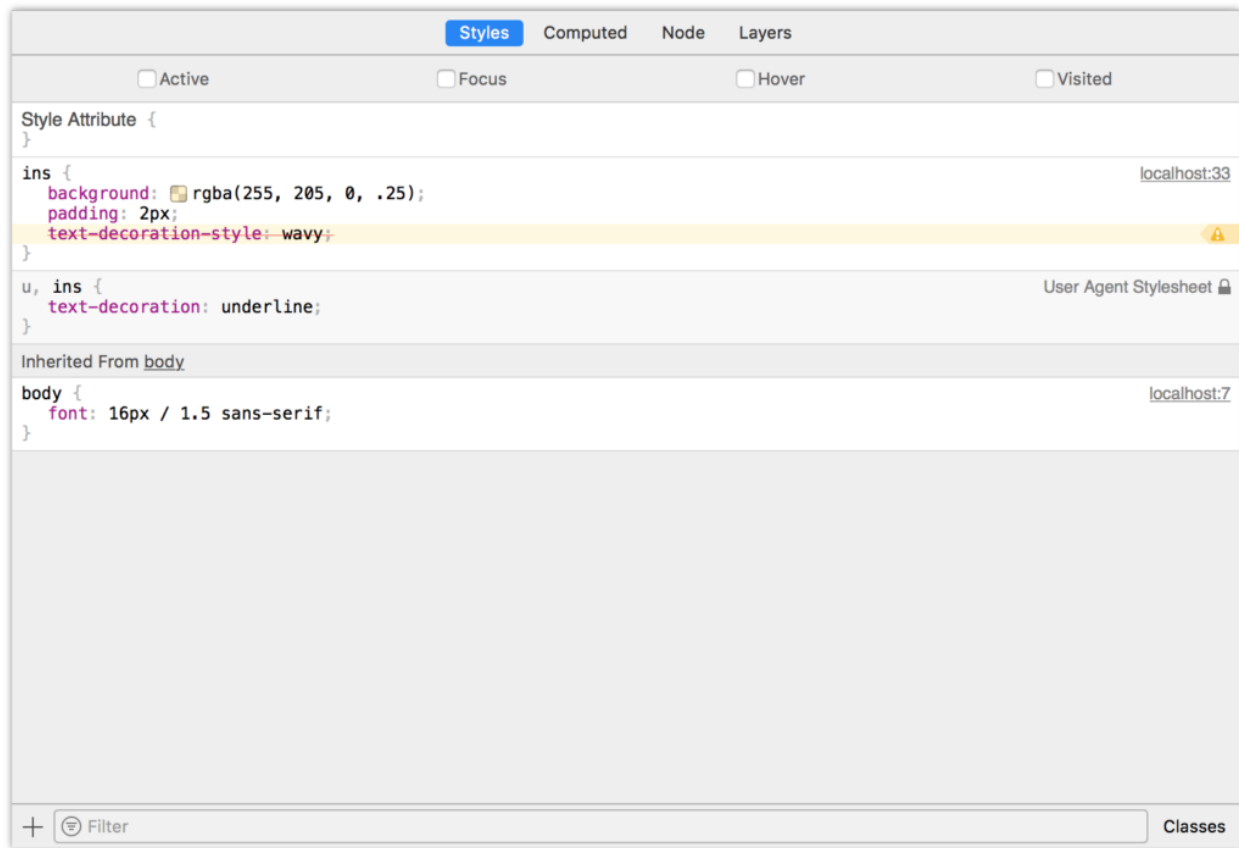 Styles Computed Node Layers
Active Focus Hover Visited
Style Attribute {
}
ins { localhost:33
background: rgba(255, 205, 0, .25);
padding: 2px;
text-decoration-style: wavy;
}
u, ins { User Agent Stylesheet
text-decoration: underline;
}
Inherited From body
body { localhost:7
font: 16px / 1.5 sans-serif;
}
+ Filter Classes